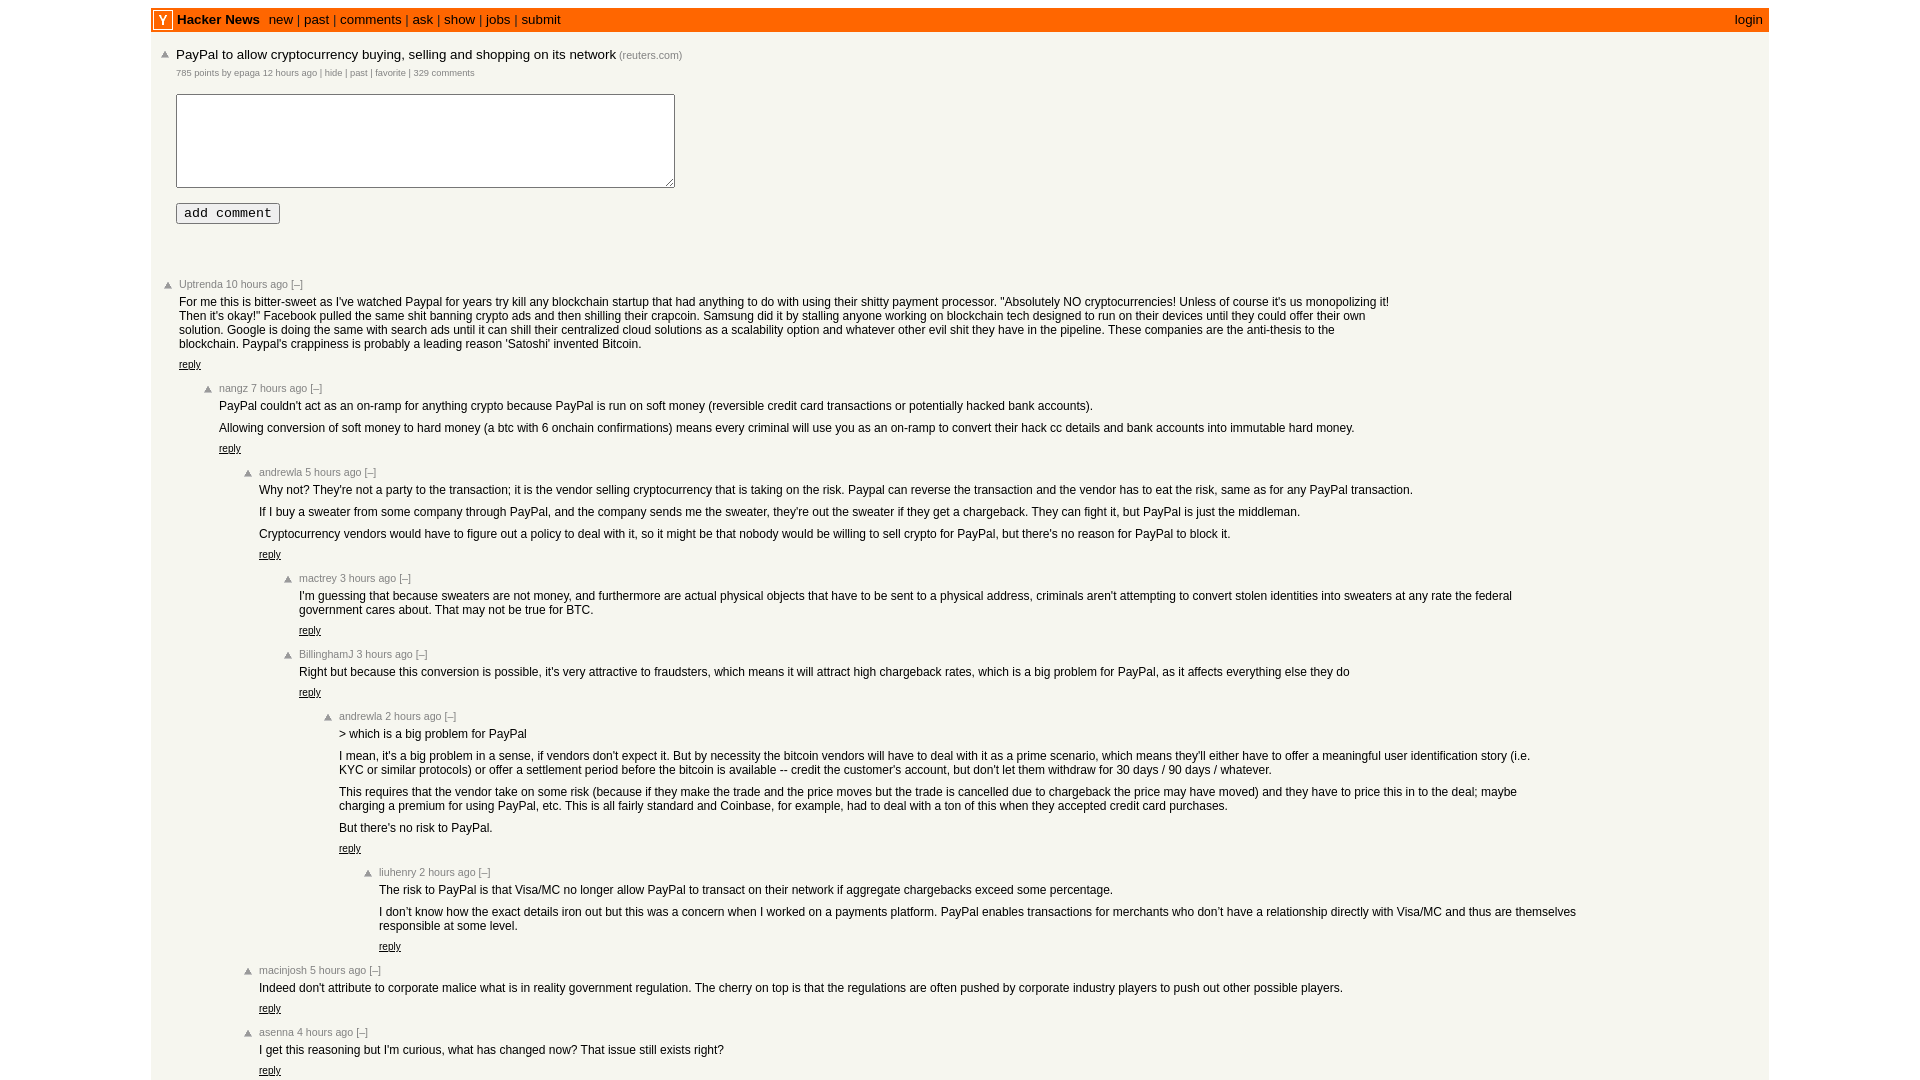 Y Hacker News new | past | comments | ask | show | jobs | submit login
PayPal to allow cryptocurrency buying, selling and shopping on its network (reuters.com)
785 points by epaga 12 hours ago | hide | past | favorite | 329 comments
add comment
Uptrenda 10 hours ago [–]
For me this is bitter-sweet as I've watched Paypal for years try kill any blockchain startup that had anything to do with using their shitty payment processor. "Absolutely NO cryptocurrencies! Unless of course it's us monopolizing it!
Then it's okay!" Facebook pulled the same shit banning crypto ads and then shilling their crapcoin. Samsung did it by stalling anyone working on blockchain tech designed to run on their devices until they could offer their own
solution. Google is doing the same with search ads until it can shill their centralized cloud solutions as a scalability option and whatever other evil shit they have in the pipeline. These companies are the anti-thesis to the
blockchain. Paypal's crappiness is probably a leading reason 'Satoshi' invented Bitcoin.
reply
nangz 7 hours ago [–]
PayPal couldn't act as an on-ramp for anything crypto because PayPal is run on soft money (reversible credit card transactions or potentially hacked bank accounts).
Allowing conversion of soft money to hard money (a btc with 6 onchain confirmations) means every criminal will use you as an on-ramp to convert their hack cc details and bank accounts into immutable hard money.
reply
andrewla 5 hours ago [–]
Why not? They're not a party to the transaction; it is the vendor selling cryptocurrency that is taking on the risk. Paypal can reverse the transaction and the vendor has to eat the risk, same as for any PayPal transaction.
If I buy a sweater from some company through PayPal, and the company sends me the sweater, they're out the sweater if they get a chargeback. They can fight it, but PayPal is just the middleman.
Cryptocurrency vendors would have to figure out a policy to deal with it, so it might be that nobody would be willing to sell crypto for PayPal, but there's no reason for PayPal to block it.
reply
mactrey 3 hours ago [–]
I'm guessing that because sweaters are not money, and furthermore are actual physical objects that have to be sent to a physical address, criminals aren't attempting to convert stolen identities into sweaters at any rate the federal
government cares about. That may not be true for BTC.
reply
BillinghamJ 3 hours ago [–]
Right but because this conversion is possible, it's very attractive to fraudsters, which means it will attract high chargeback rates, which is a big problem for PayPal, as it affects everything else they do
reply
andrewla 2 hours ago [–]
> which is a big problem for PayPal
I mean, it's a big problem in a sense, if vendors don't expect it. But by necessity the bitcoin vendors will have to deal with it as a prime scenario, which means they'll either have to offer a meaningful user identification story (i.e.
KYC or similar protocols) or offer a settlement period before the bitcoin is available -- credit the customer's account, but don't let them withdraw for 30 days / 90 days / whatever.
This requires that the vendor take on some risk (because if they make the trade and the price moves but the trade is cancelled due to chargeback the price may have moved) and they have to price this in to the deal; maybe
charging a premium for using PayPal, etc. This is all fairly standard and Coinbase, for example, had to deal with a ton of this when they accepted credit card purchases.
But there's no risk to PayPal.
reply
liuhenry 2 hours ago [–]
The risk to PayPal is that Visa/MC no longer allow PayPal to transact on their network if aggregate chargebacks exceed some percentage.
I don't know how the exact details iron out but this was a concern when I worked on a payments platform. PayPal enables transactions for merchants who don't have a relationship directly with Visa/MC and thus are themselves
responsible at some level.
reply
macinjosh 5 hours ago [–]
Indeed don't attribute to corporate malice what is in reality government regulation. The cherry on top is that the regulations are often pushed by corporate industry players to push out other possible players.
reply
asenna 4 hours ago [–]
I get this reasoning but I'm curious, what has changed now? That issue still exists right?
reply